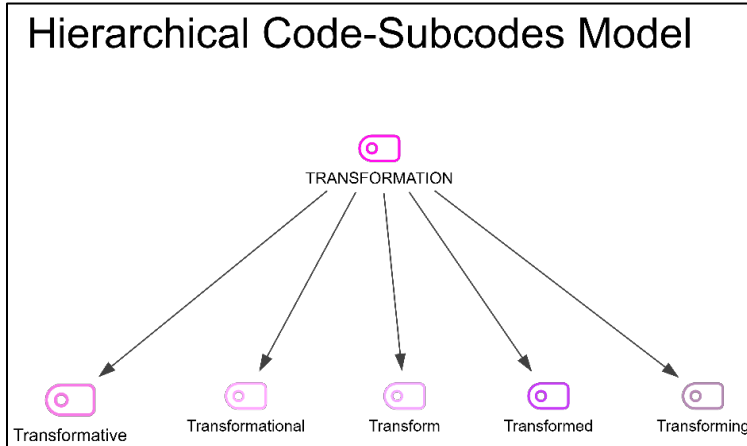 Hierarchical Code-Subcodes Model
TRANSFORMATION
Transformative
Transformational
Transform
Transformed
Transforming